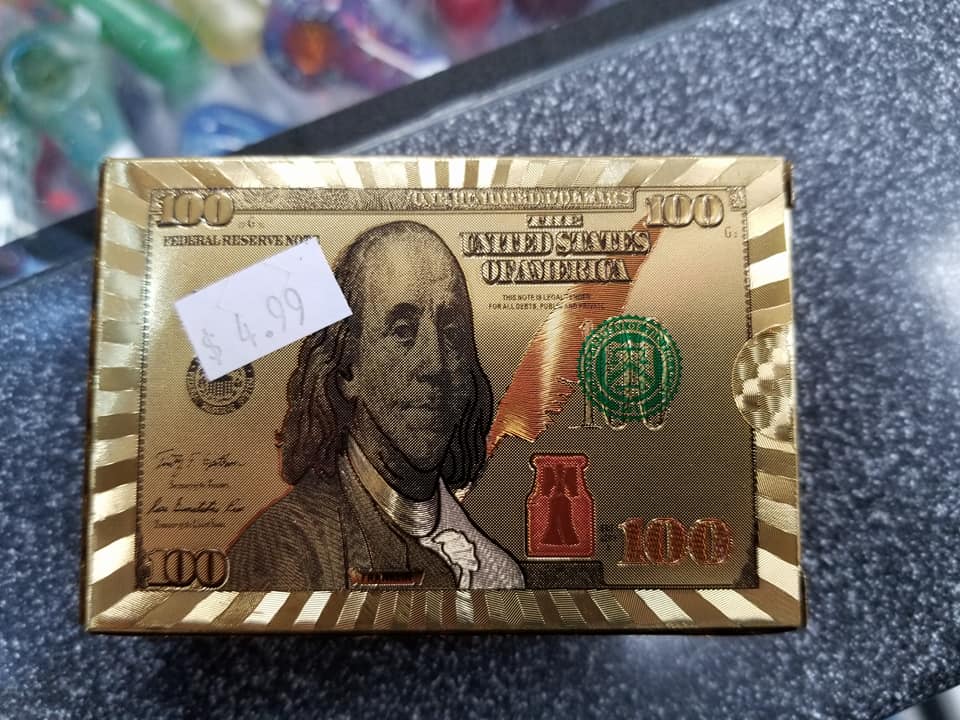 ONE HUNDRED DOLLARS
100
100
FEDERAL RESERVE NOT
THE
UNITED STATES
OF AMERICA
THIS NOTE IS LEGAL TENDER
FOR ALL DEBTS, PUBLIC AND PRIVATE
$ 4.99
100
100